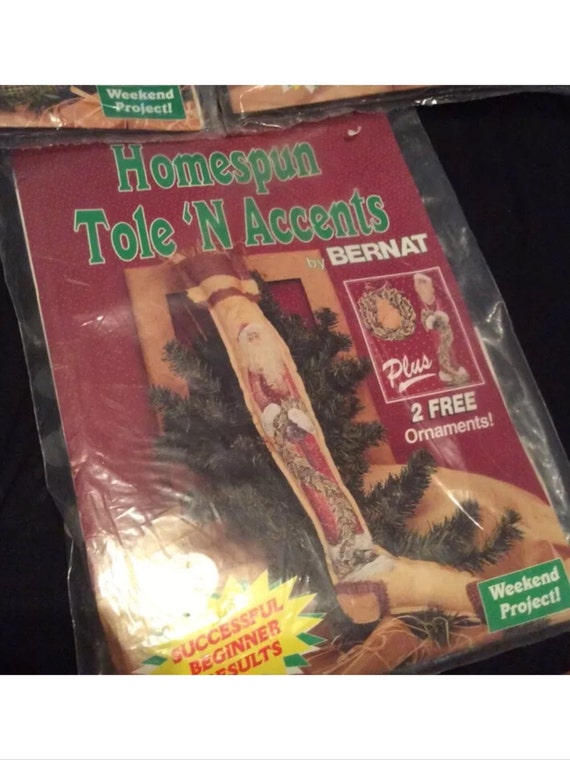 Weekend
Project!
Homespun
Tole 'N Accents
by BERNAT
Plus
2 FREE
Ornaments!
Weekend
Project!
SUCCESSFUL
BEGINNER
RESULTS